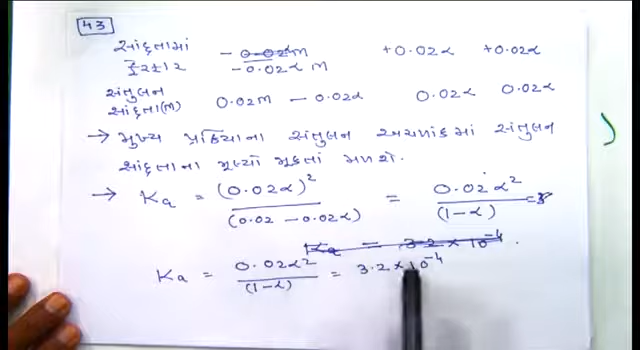 43
સાંદ્રતામાં - 0.02αm +0.02α +0.02α
ફેરફાર -0.02α M
સંતુલન
સાંદ્રતા(M) 0.02m - 0.02α 0.02α 0.02α
→ મુખ્ય પ્રક્રિયાના સંતુલન અચળાંક માં સંતુલન
સાંદ્રતાના મૂલ્યો મૂકતાં મળશે.
→ Ka = (0.02α)² / (0.02 - 0.02α) = 0.02α² / (1-α) =
Ka = 3.2 × 10⁻⁴.
Ka = 0.02α² / (1-α) = 3.2 × 10⁻⁴